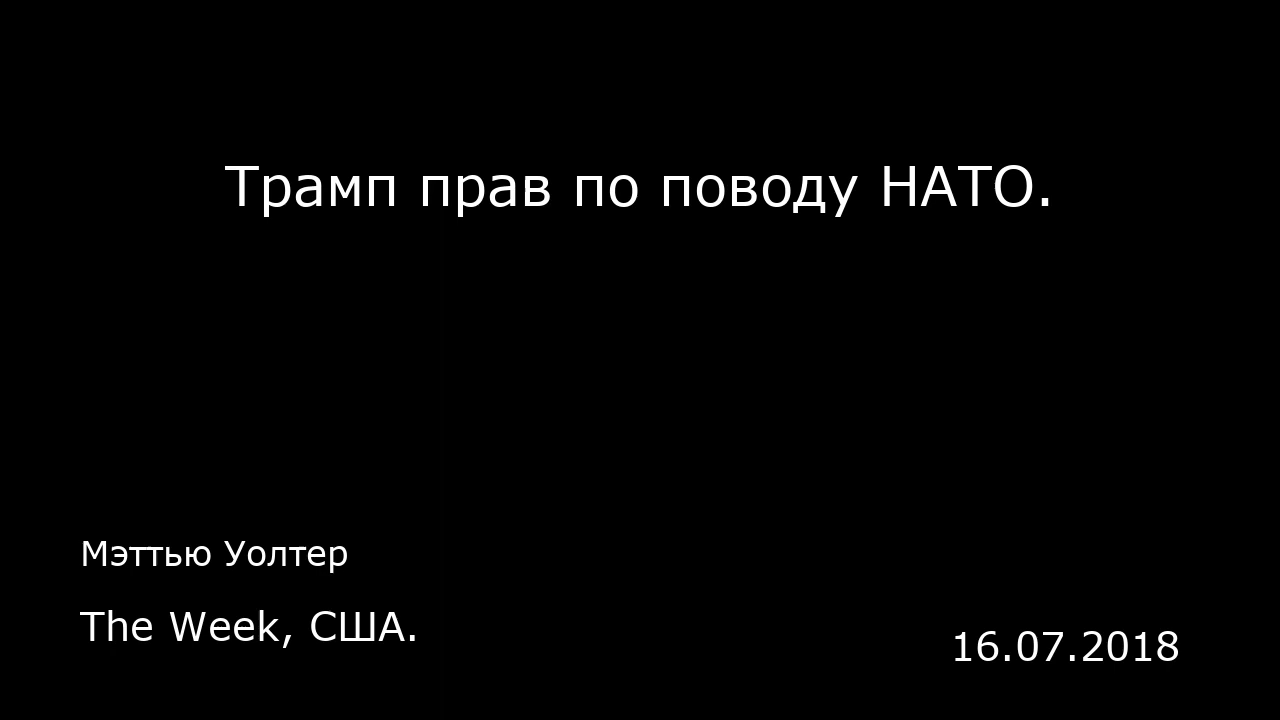 Трамп прав по поводу НАТО.
Мэттью Уолтер
The Week, США.
16.07.2018